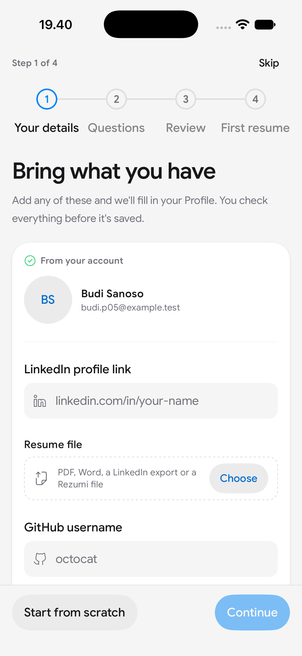 19.40
Step 1 of 4
Skip
1
2
3
4
Your details
Questions
Review
First resume
Bring what you have
Add any of these and we'll fill in your Profile. You check
everything before it's saved.
From your account
BS
Budi Sanoso
budi.p05@example.test
LinkedIn profile link
linkedin.com/in/your-name
Resume file
PDF, Word, a LinkedIn export or a
Rezumi file
Choose
GitHub username
octocat
Start from scratch
Continue